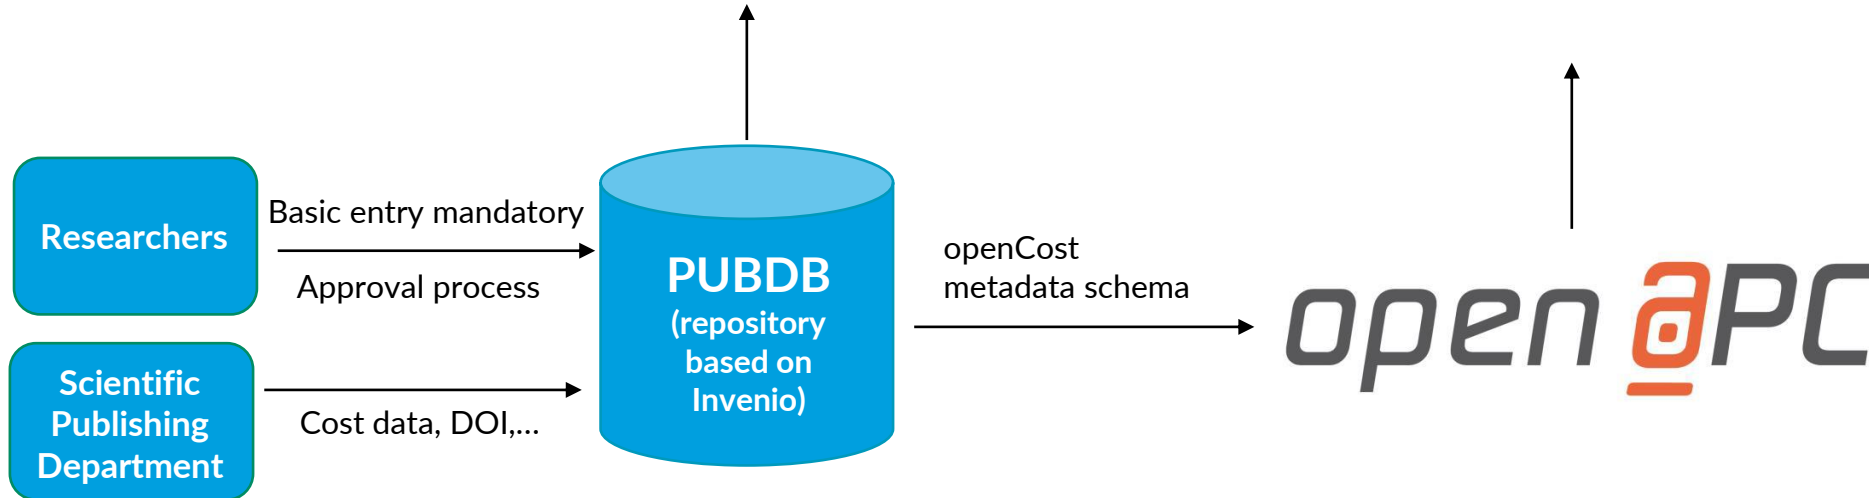 Researchers
Basic entry mandatory
Approval process
Scientific
Publishing
Department
Cost data, DOI,...
PUBDB
(repository
based on
Invenio)
openCost
metadata schema
open aPC